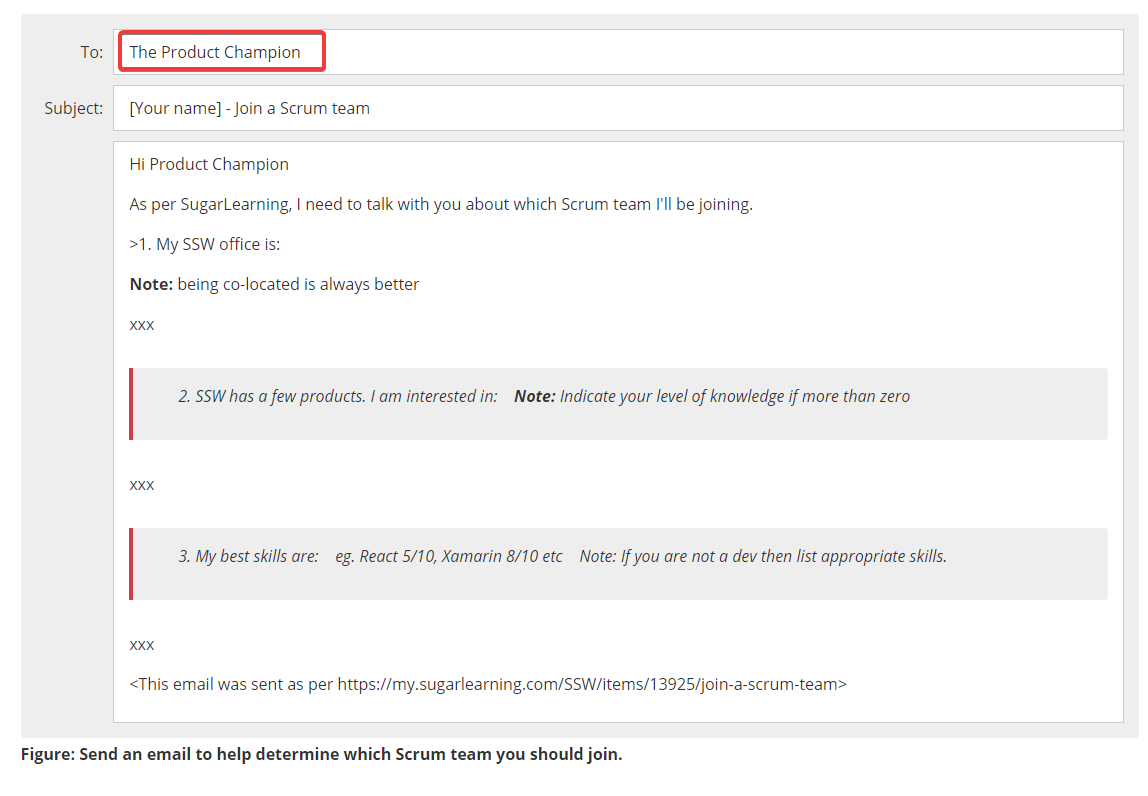 To: The Product Champion
Subject: [Your name] - Join a Scrum team
Hi Product Champion
As per SugarLearning, I need to talk with you about which Scrum team I'll be joining.
>1. My SSW office is:
Note: being co-located is always better
xxx
2. SSW has a few products. I am interested in: Note: Indicate your level of knowledge if more than zero
xxx
3. My best skills are: eg. React 5/10, Xamarin 8/10 etc Note: If you are not a dev then list appropriate skills.
xxx
<This email was sent as per https://my.sugarlearning.com/SSW/items/13925/join-a-scrum-team>
Figure: Send an email to help determine which Scrum team you should join.